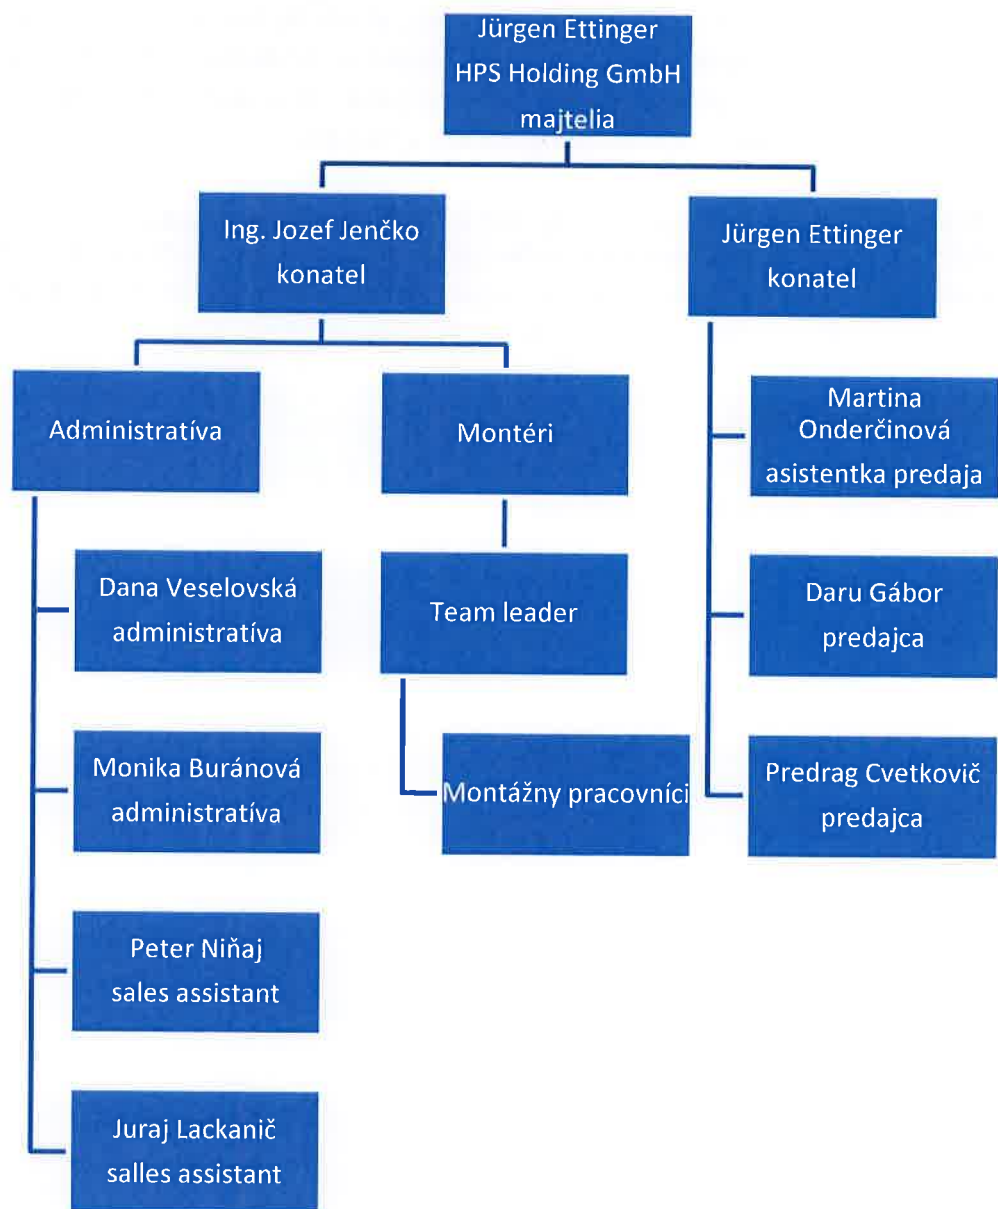 Jürgen Ettinger
HPS Holding GmbH
majtelia
Ing. Jozef Jenčko
konatel
Jürgen Ettinger
konatel
Administratíva
Montéri
Martina
Onderčinová
asistentka predaja
Dana Veselovská
administratíva
Team leader
Daru Gábor
predajca
Monika Buránová
administratíva
Montážny pracovníci
Predrag Cvetkovič
predajca
Peter Niňaj
sales assistant
Juraj Lackanič
salles assistant